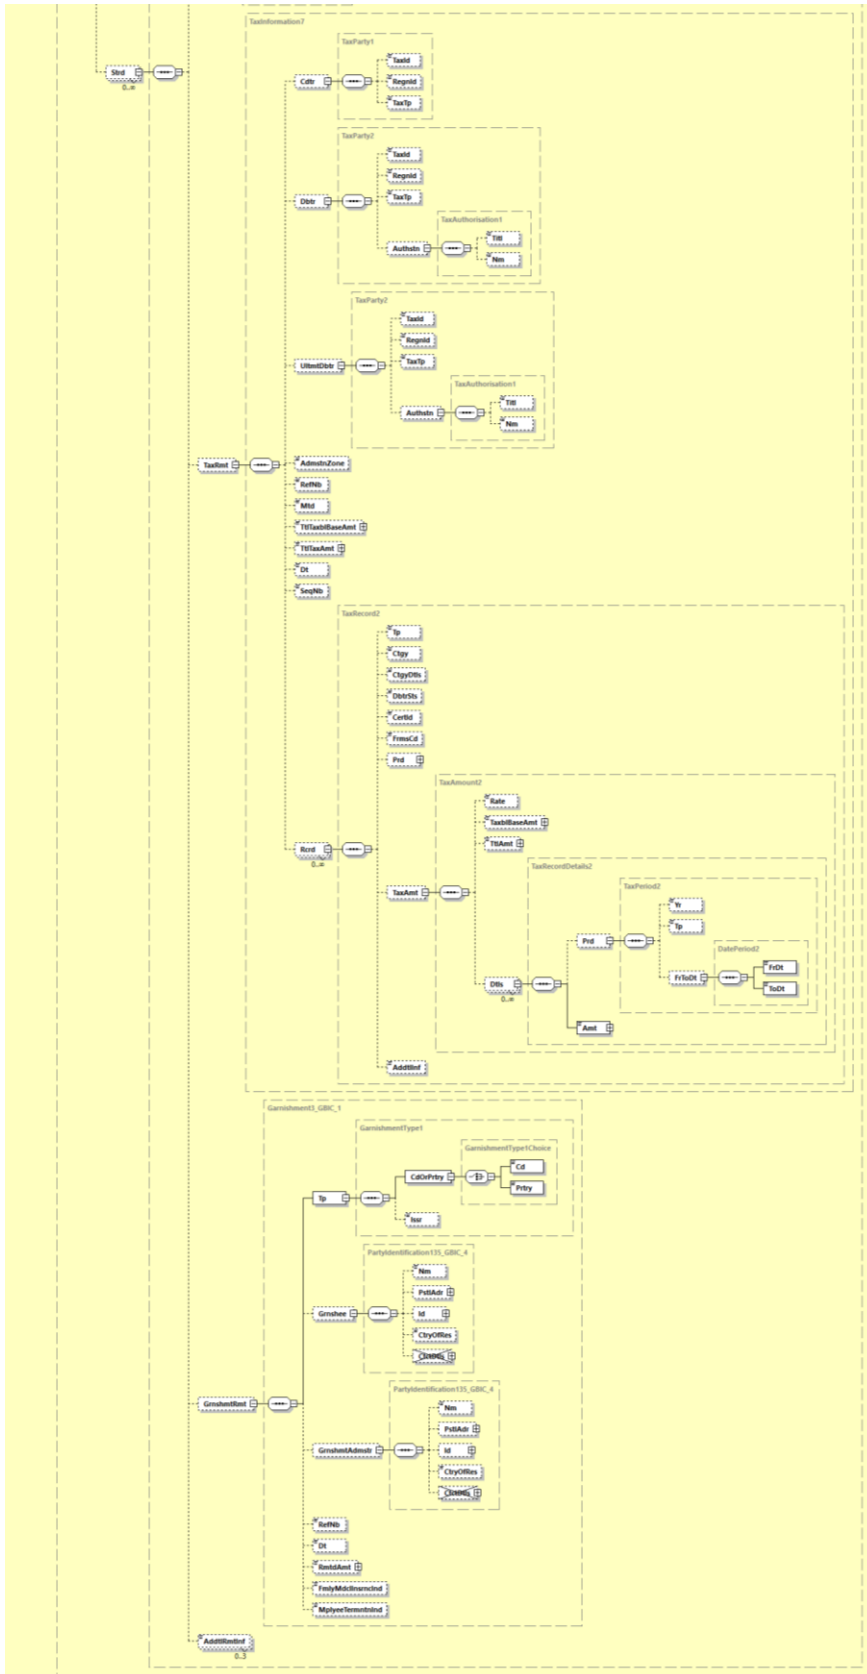 TaxInformation7
TaxParty1
TaxId
Strd
Cdtr
RegnId
0..∞
TaxTp
TaxParty2
TaxId
RegnId
TaxTp
Dbtr
TaxAuthorisation1
Titl
Authstn
Nm
TaxParty2
TaxId
RegnId
TaxTp
UltmtDbtr
TaxAuthorisation1
Titl
Authstn
Nm
TaxRmt
AdmstnZone
RefNb
Mtd
TtlTaxblBaseAmt
TtlTaxAmt
Dt
SeqNb
TaxRecord2
Tp
Ctgy
CtgyDtls
DbtrSts
CertId
FrmsCd
Prd
TaxAmount2
Rate
TaxblBaseAmt
TtlAmt
Rcrd
0..∞
TaxRecordDetails2
TaxPeriod2
TaxAmt
Yr
Tp
Prd
DatePeriod2
FrDt
FrToDt
ToDt
Dtls
0..∞
Amt
AddtlInf
Garnishment3_GBIC_1
GarnishmentType1
GarnishmentType1Choice
Cd
CdOrPrtry
Prtry
Tp
Issr
PartyIdentification135_GBIC_4
Nm
PstlAdr
Grnshee
Id
CtryOfRes
CtctDtls
PartyIdentification135_GBIC_4
GrnshmtRmt
Nm
PstlAdr
GrnshmtAdmstr
Id
CtryOfRes
CtctDtls
RefNb
Dt
RmtdAmt
FmlyMdclInsrncInd
MplyeeTermntnInd
AddtlRmtInf
0..3